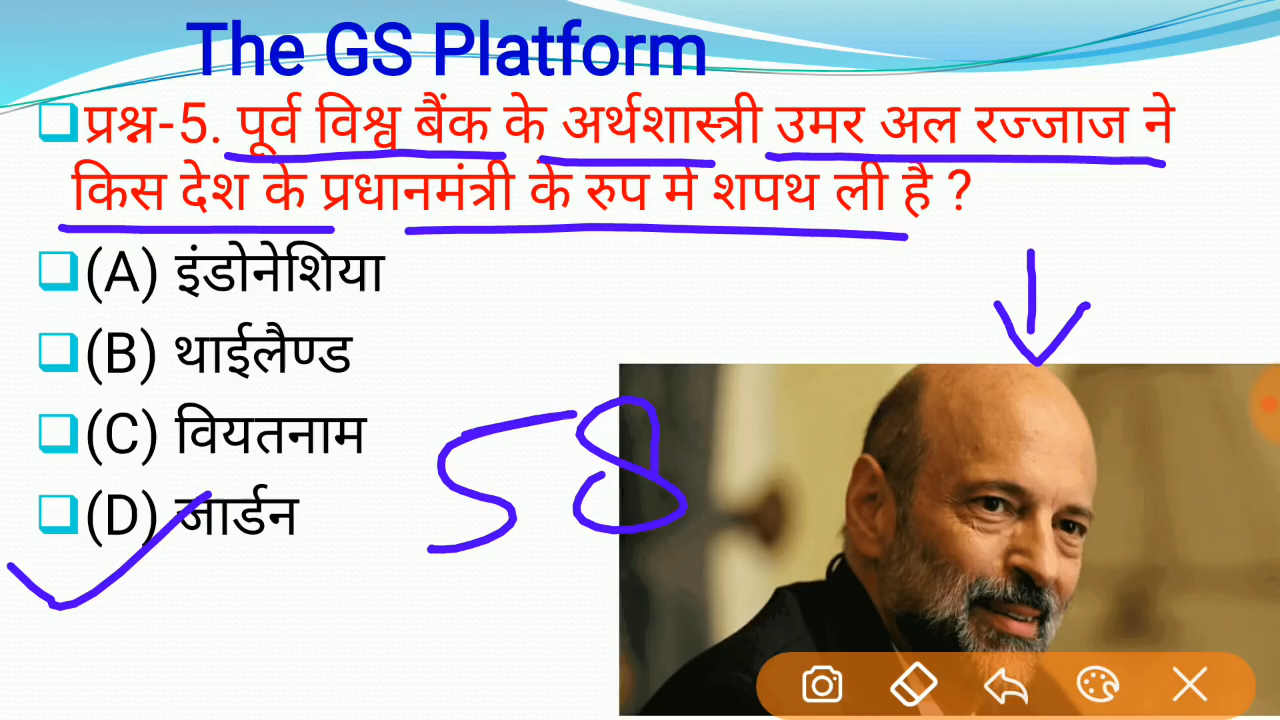 The GS Platform
प्रश्न-5. पूर्व विश्व बैंक के अर्थशास्त्री उमर अल रज्जाज ने
किस देश के प्रधानमंत्री के रुप मे शपथ ली है ?
(A) इंडोनेशिया
(B) थाईलैण्ड
(C) वियतनाम
58
(D) जार्डन